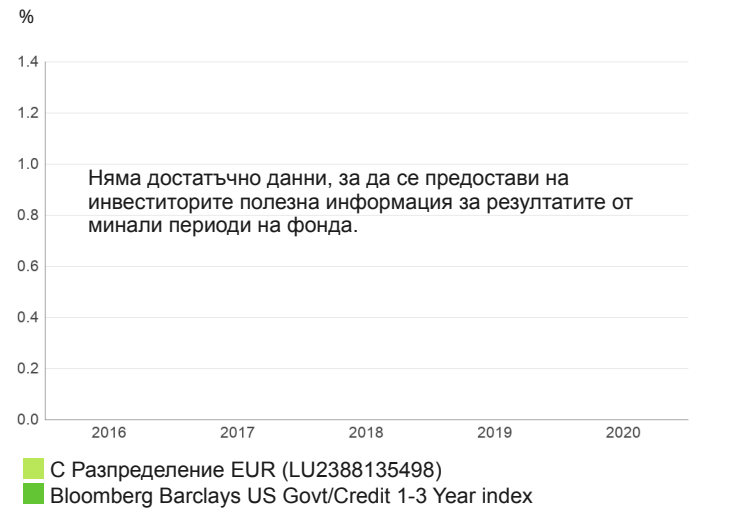 %
1.4
1.2
1.0
Няма достатъчно данни, за да се предостави на
инвеститорите полезна информация за резултатите от
0.8
минали периоди на фонда.
0.6
0.4
0.2
0.0
2016 2017 2018 2019 2020
C Разпределение EUR (LU2388135498)
Bloomberg Barclays US Govt/Credit 1-3 Year index